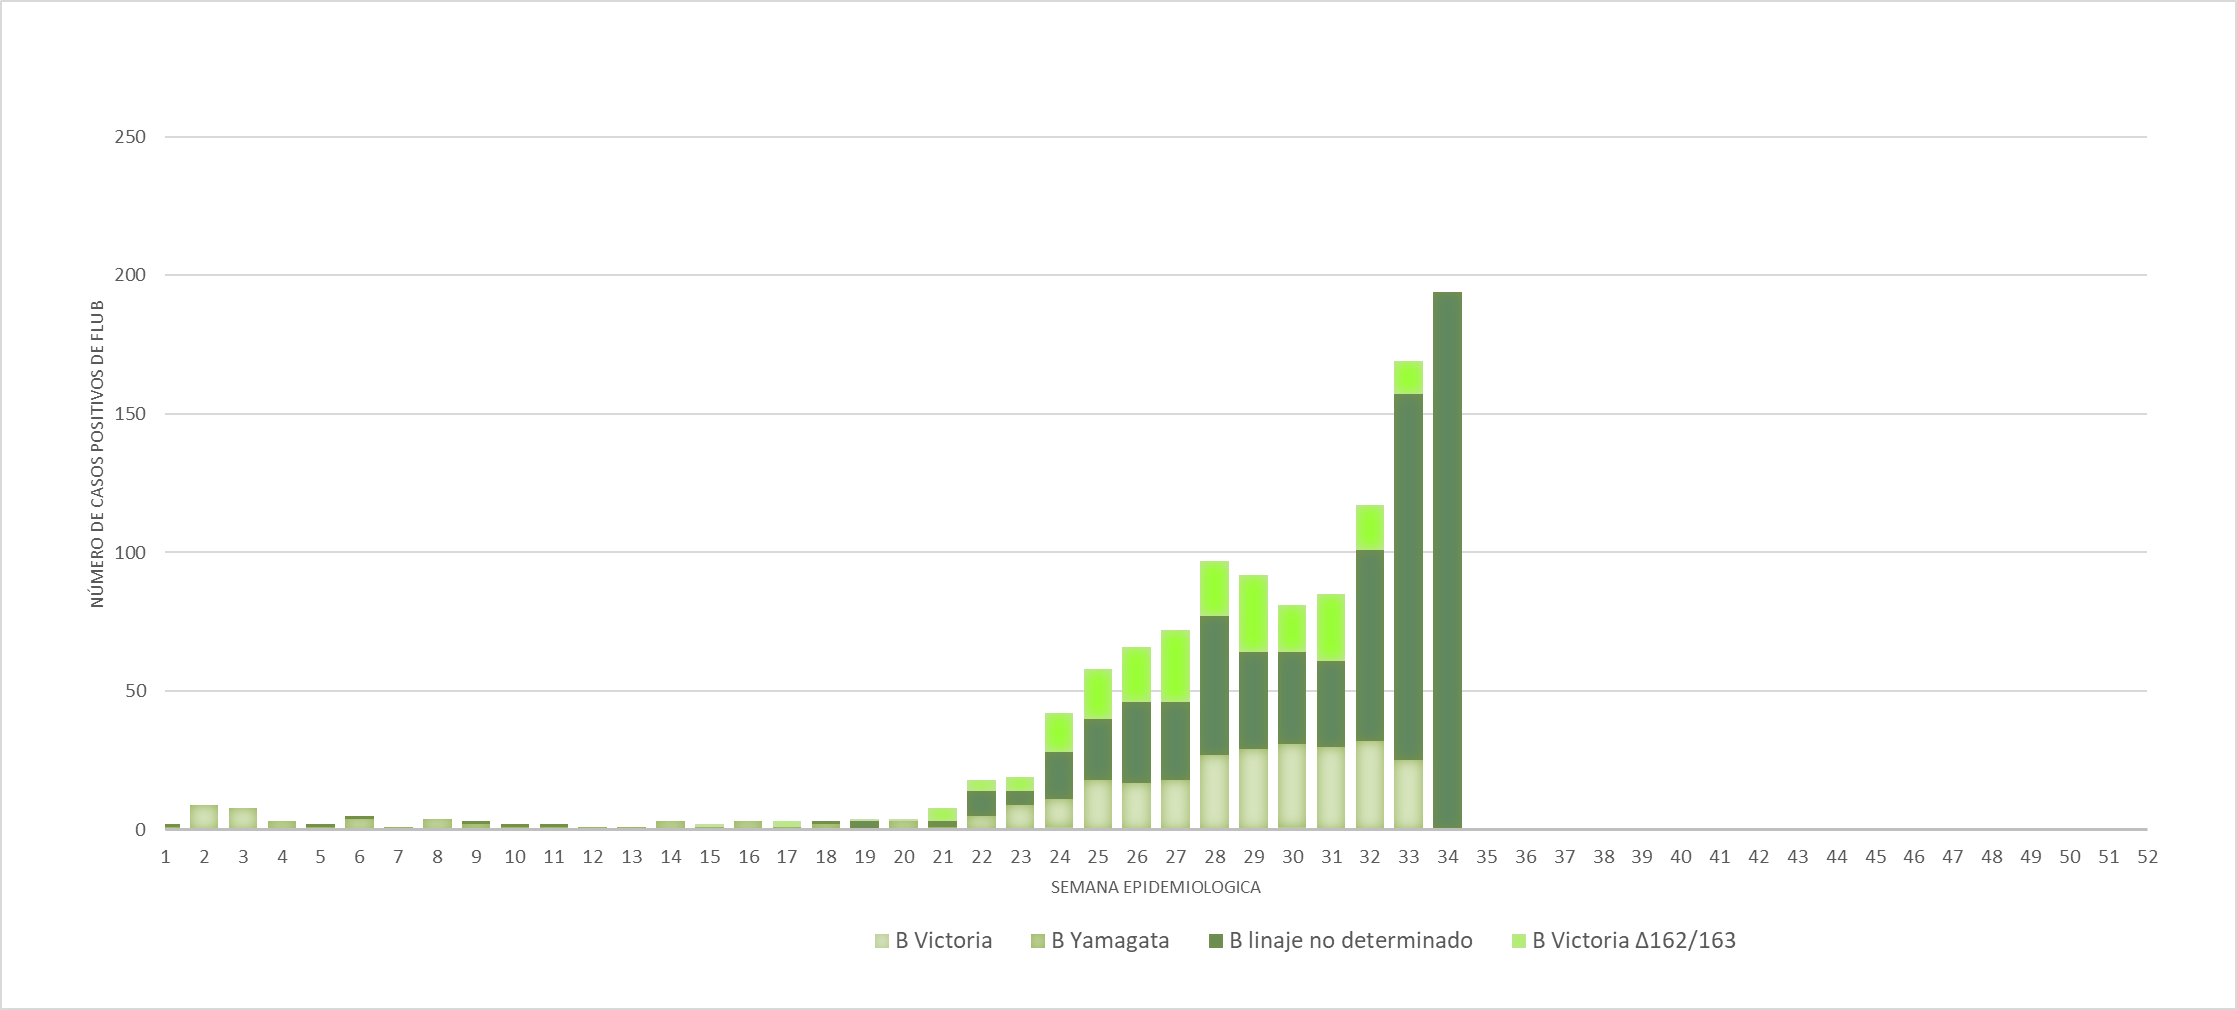 250
200
150
100
50
0
NÚMERO DE CASOS POSITIVOS DE FLU B
1 2 3 4 5 6 7 8 9 10 11 12 13 14 15 16 17 18 19 20 21 22 23 24 25 26 27 28 29 30 31 32 33 34 35 36 37 38 39 40 41 42 43 44 45 46 47 48 49 50 51 52
SEMANA EPIDEMIOLOGICA
B Victoria B Yamagata B linaje no determinado B Victoria Δ162/163